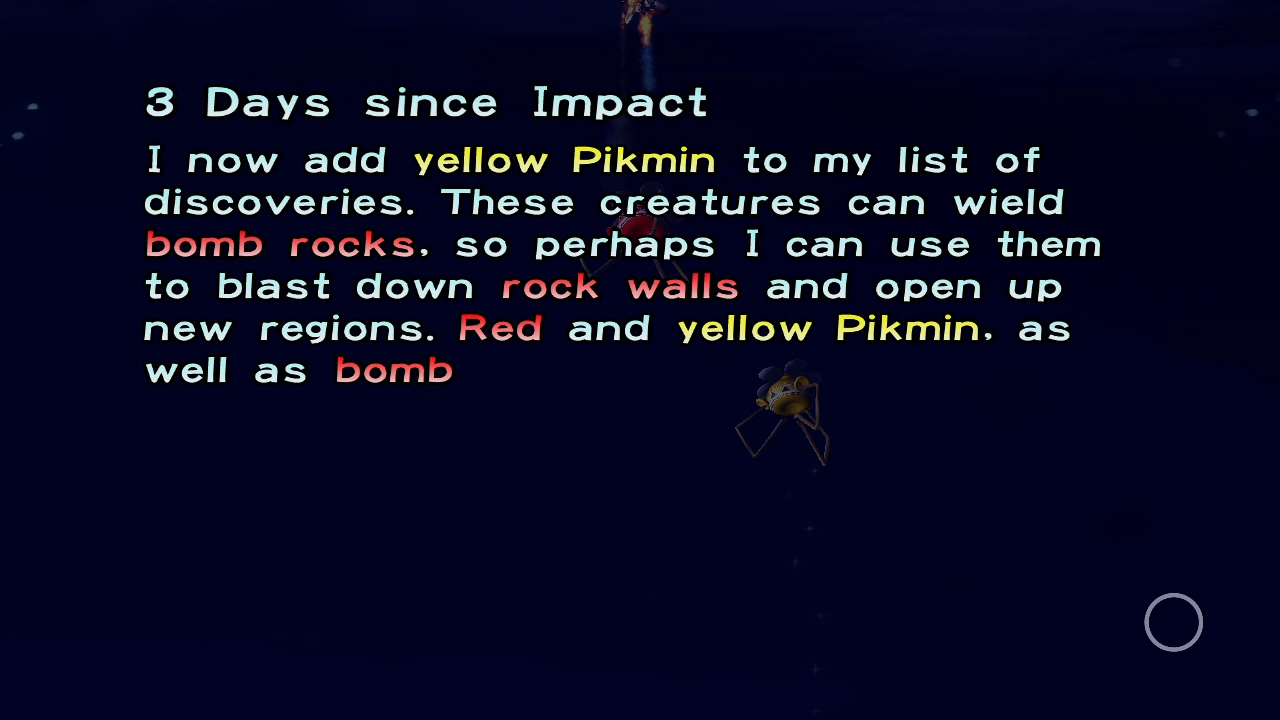 3 Days since Impact
I now add yellow Pikmin to my list of
discoveries. These creatures can wield
bomb rocks, so perhaps I can use them
to blast down rock walls and open up
new regions. Red and yellow Pikmin, as
well as bomb